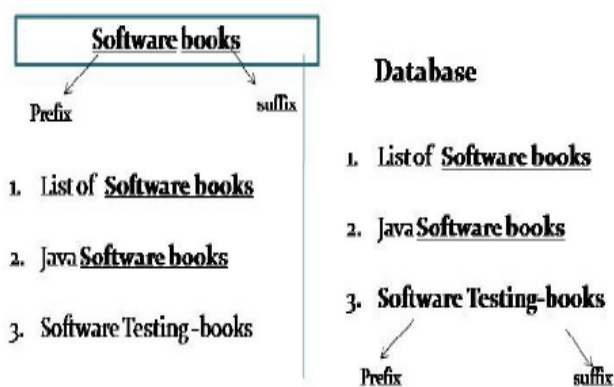 Software books
Prefix
suffix
1. List of Software books
2. Java Software books
3. Software Testing-books
Database
1. List of Software books
2. Java Software books
3. Software Testing-books
Prefix
suffix